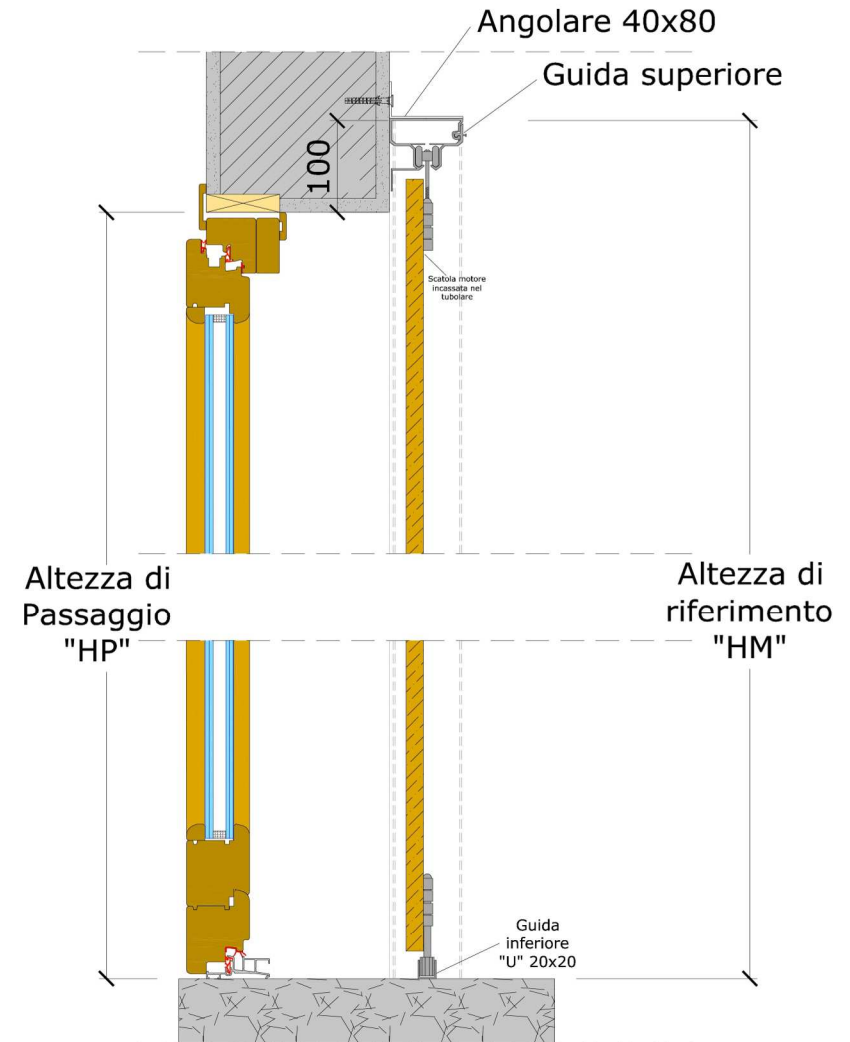 Angolare 40x80
Guida superiore
100
Scatola motore
incassata nel
tubolare
Altezza di
Passaggio
"HP"
Altezza di
riferimento
"HM"
Guida
inferiore
"U" 20x20